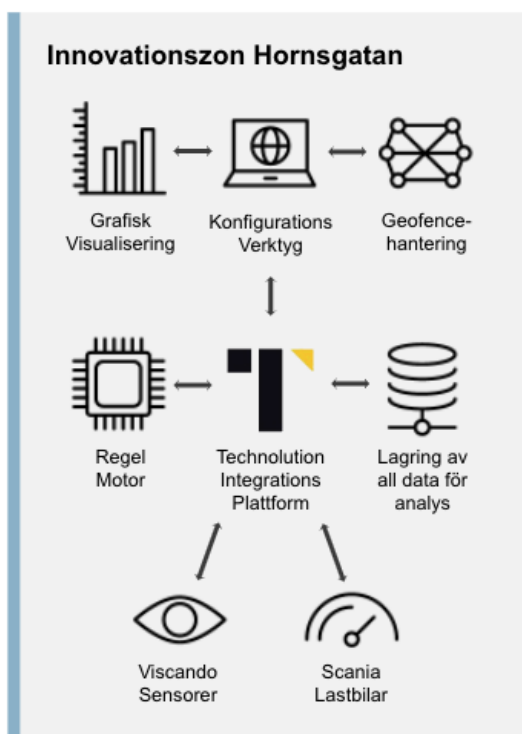 Innovationszon Hornsgatan
Grafisk
Visualisering
Konfigurations
Verktyg
Geofence-
hantering
Regel
Motor
Technolution
Integrations
Plattform
Lagring av
all data för
analys
Viscando
Sensorer
Scania
Lastbilar